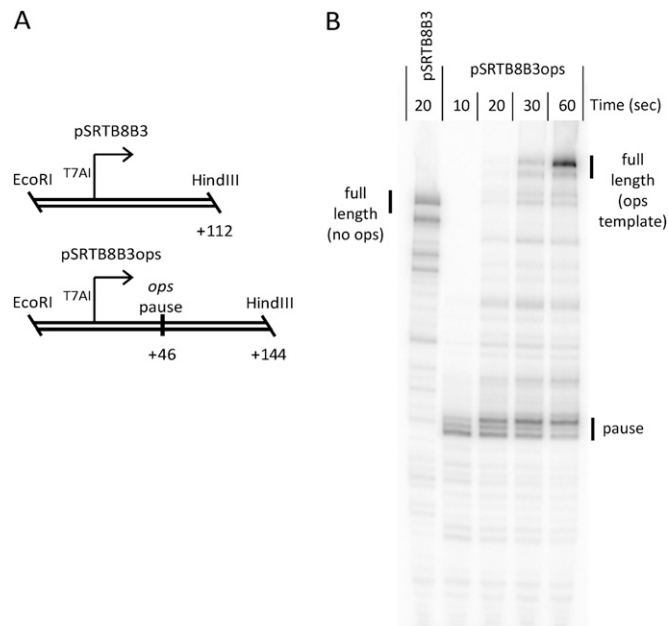 A
pSRTB8B3
EcoRI
T7AI
HindIII
+112
pSRTB8B3ops
EcoRI
T7AI
ops
pause
HindIII
+46
+144
B
pSRTB8B3
pSRTB8B3ops
20
10
20
30
60
Time (sec)
full
length
(no ops)
full
length
(ops
template)
pause